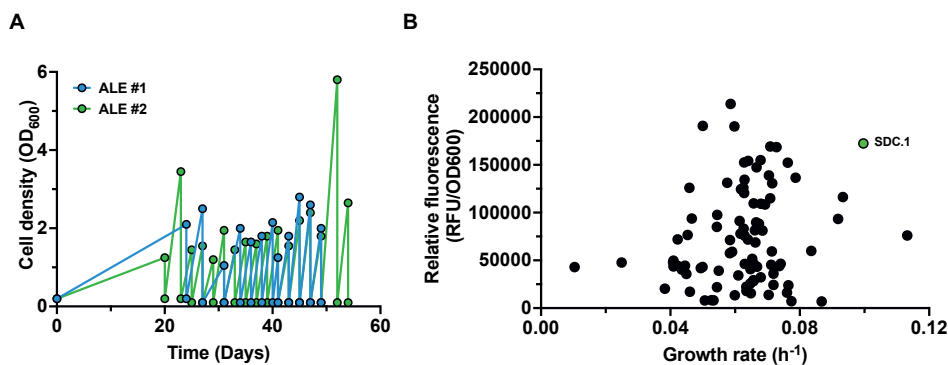 A
B
Cell density (OD600)
6
4
2
0
ALE #1
ALE #2
0
20
40
60
Time (Days)
Relative fluorescence
(RFU/OD600)
250000
200000
150000
100000
50000
0
SDC.1
0.00
0.04
0.08
0.12
Growth rate (h-1)